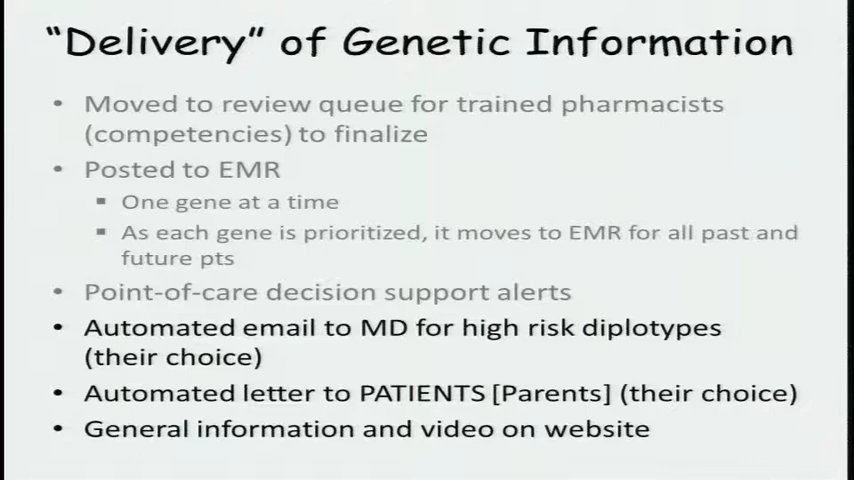 “Delivery” of Genetic Information
• Moved to review queue for trained pharmacists
(competencies) to finalize
• Posted to EMR
▪ One gene at a time
▪ As each gene is prioritized, it moves to EMR for all past and
future pts
• Point-of-care decision support alerts
• Automated email to MD for high risk diplotypes
(their choice)
• Automated letter to PATIENTS [Parents] (their choice)
• General information and video on website